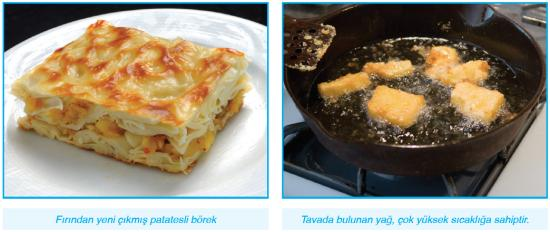 Fırından yeni çıkmış patatesli börek
Tavada bulunan yağ, çok yüksek sıcaklığa sahiptir.